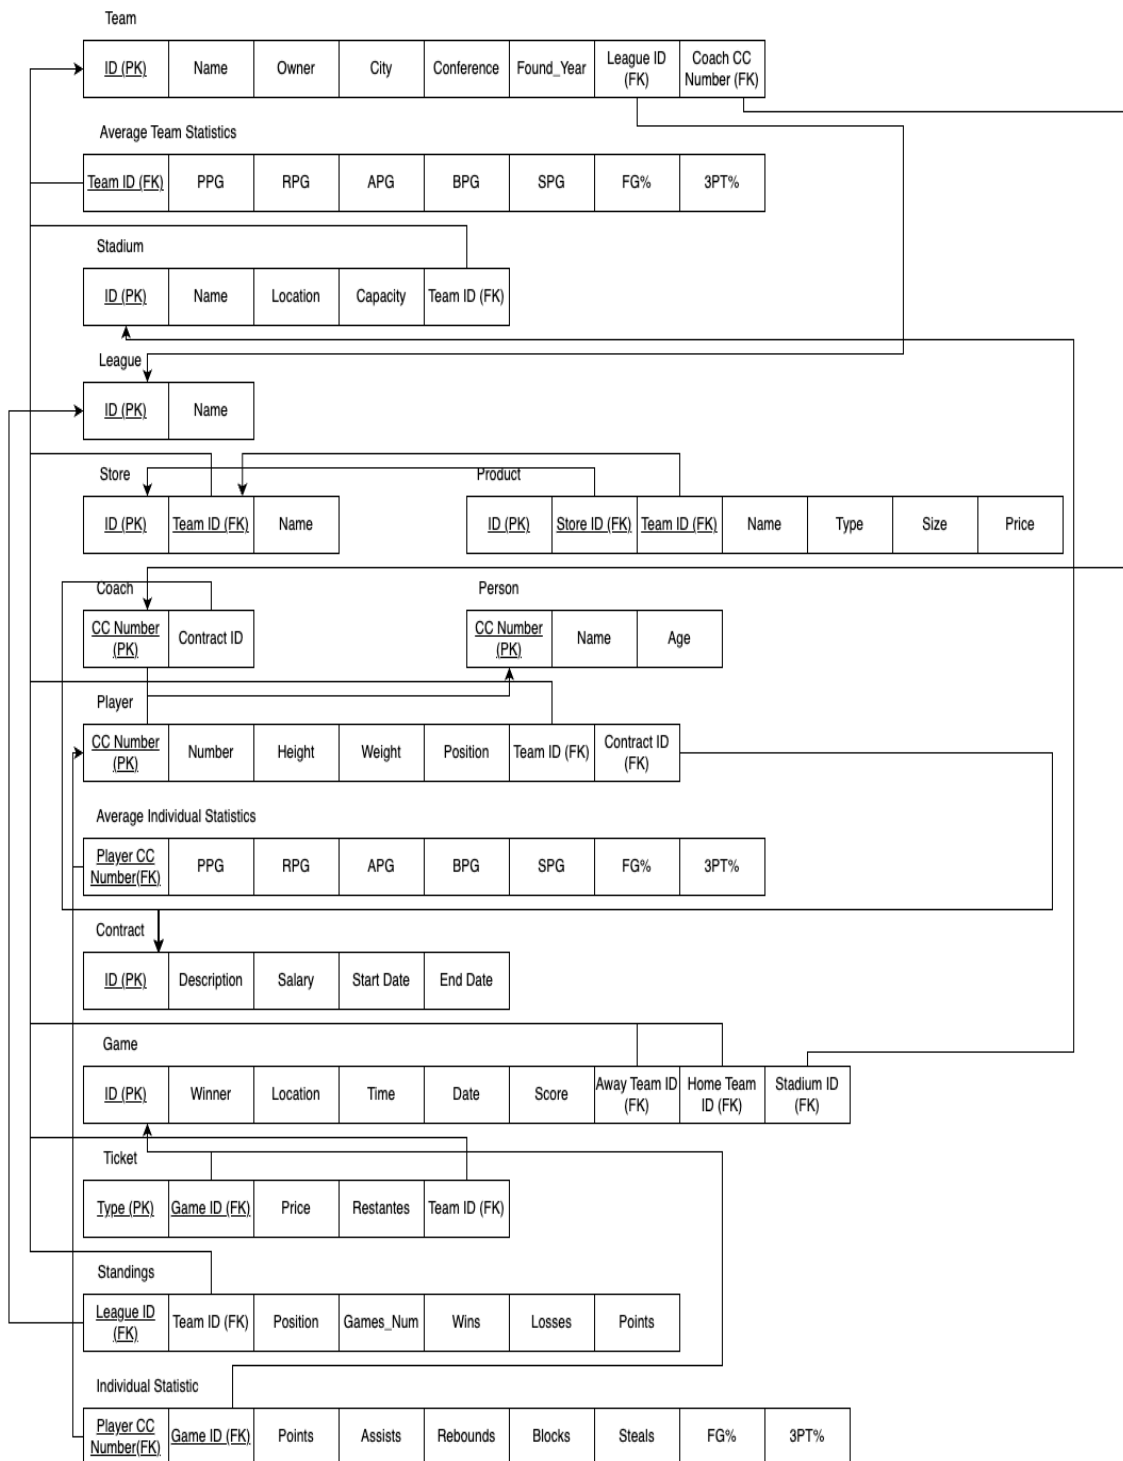 Team
ID (PK) Name Owner City Conference Found_Year League ID (FK) Coach CC Number (FK)
Average Team Statistics
Team ID (FK) PPG RPG APG BPG SPG FG% 3PT%
Stadium
ID (PK) Name Location Capacity Team ID (FK)
League
ID (PK) Name
Store Product
ID (PK) Team ID (FK) Name ID (PK) Store ID (FK) Team ID (FK) Name Type Size Price
Coach Person
CC Number (PK) Contract ID CC Number (PK) Name Age
Player
CC Number (PK) Number Height Weight Position Team ID (FK) Contract ID (FK)
Average Individual Statistics
Player CC Number(FK) PPG RPG APG BPG SPG FG% 3PT%
Contract
ID (PK) Description Salary Start Date End Date
Game
ID (PK) Winner Location Time Date Score Away Team ID (FK) Home Team ID (FK) Stadium ID (FK)
Ticket
Type (PK) Game ID (FK) Price Restantes Team ID (FK)
Standings
League ID (FK) Team ID (FK) Position Games_Num Wins Losses Points
Individual Statistic
Player CC Number(FK) Game ID (FK) Points Assists Rebounds Blocks Steals FG% 3PT%